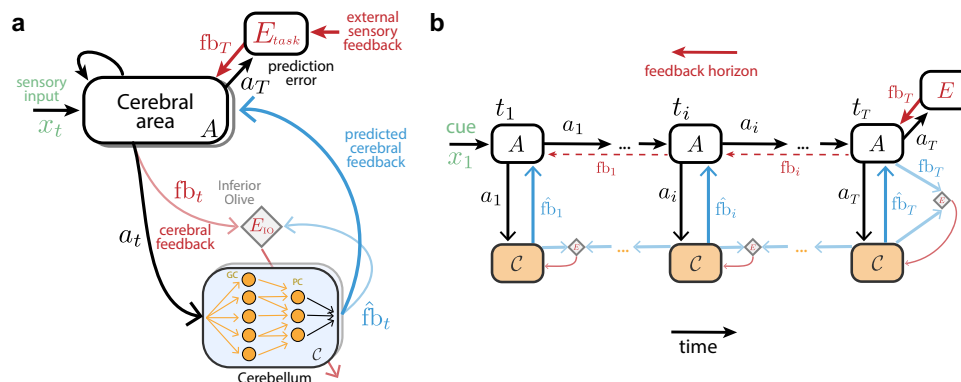 a
E_task
external
sensory
feedback
fb_T
prediction
error
a_T
sensory
input
x_t
Cerebral
area
A
predicted
cerebral
feedback
fb_t
Inferior
Olive
E_IO
cerebral
feedback
a_t
GC
PC
f̂b_t
C
Cerebellum
b
feedback horizon
cue
x_1
t_1
A
a_1
...
fb_1
t_i
A
a_i
...
fb_i
t_T
A
fb_T
E
a_T
a_1
f̂b_1
a_i
f̂b_i
a_T
f̂b_T
fb_T
E
C
E
...
C
E
...
C
time